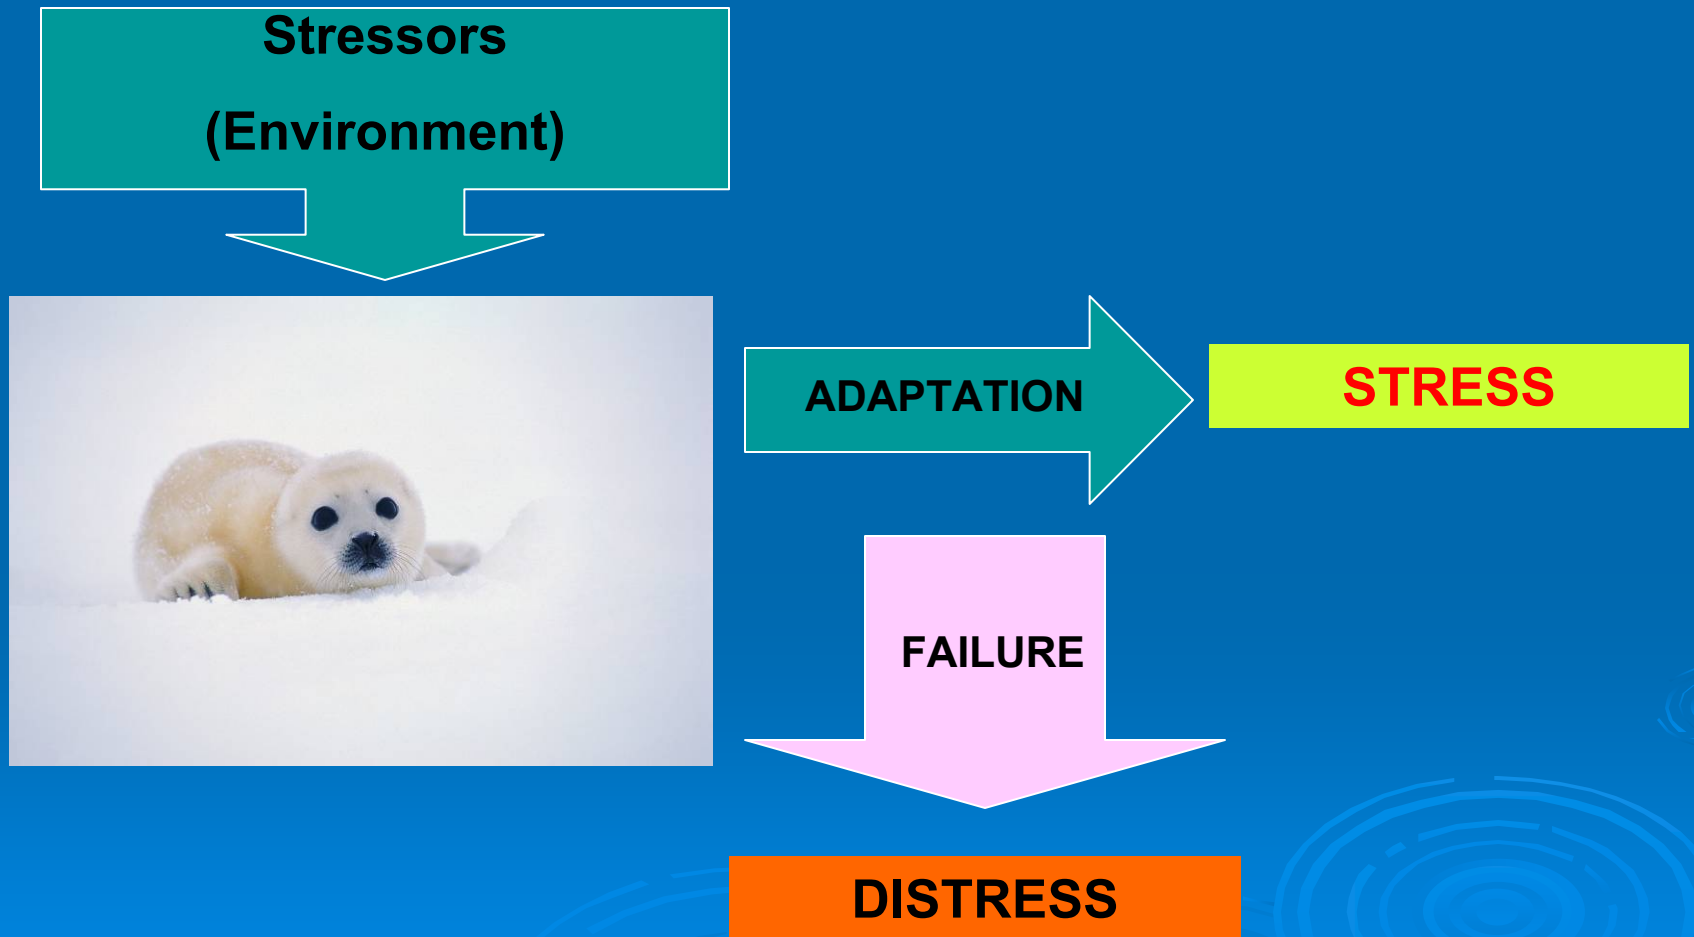 Stressors
(Environment)
ADAPTATION
STRESS
FAILURE
DISTRESS